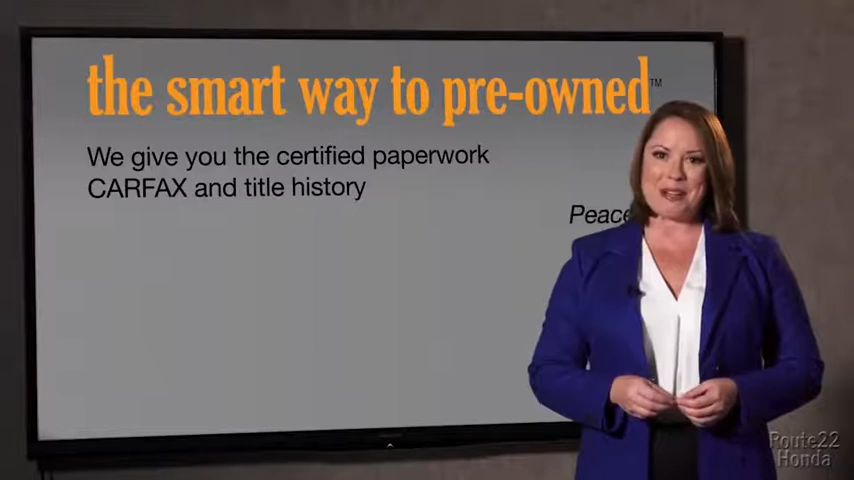 the smart way to pre-owned™
We give you the certified paperwork
CARFAX and title history
Peace
Route22
Honda